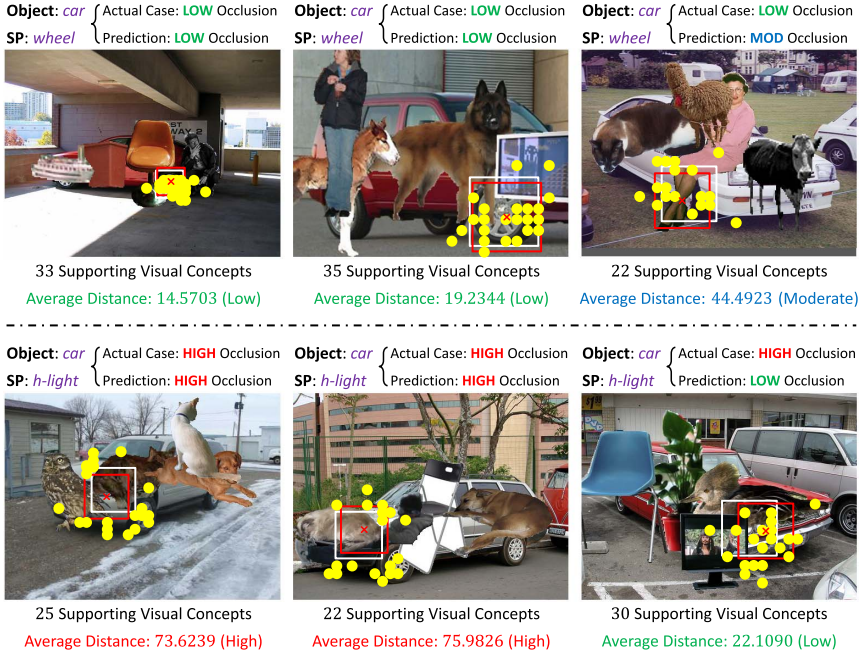 Object: car
SP: wheel
Actual Case: LOW Occlusion
Prediction: LOW Occlusion
Object: car
SP: wheel
Actual Case: LOW Occlusion
Prediction: LOW Occlusion
Object: car
SP: wheel
Actual Case: LOW Occlusion
Prediction: MOD Occlusion
33 Supporting Visual Concepts
Average Distance: 14.5703 (Low)
35 Supporting Visual Concepts
Average Distance: 19.2344 (Low)
22 Supporting Visual Concepts
Average Distance: 44.4923 (Moderate)
Object: car
SP: h-light
Actual Case: HIGH Occlusion
Prediction: HIGH Occlusion
Object: car
SP: h-light
Actual Case: HIGH Occlusion
Prediction: HIGH Occlusion
Object: car
SP: h-light
Actual Case: HIGH Occlusion
Prediction: LOW Occlusion
25 Supporting Visual Concepts
Average Distance: 73.6239 (High)
22 Supporting Visual Concepts
Average Distance: 75.9826 (High)
30 Supporting Visual Concepts
Average Distance: 22.1090 (Low)